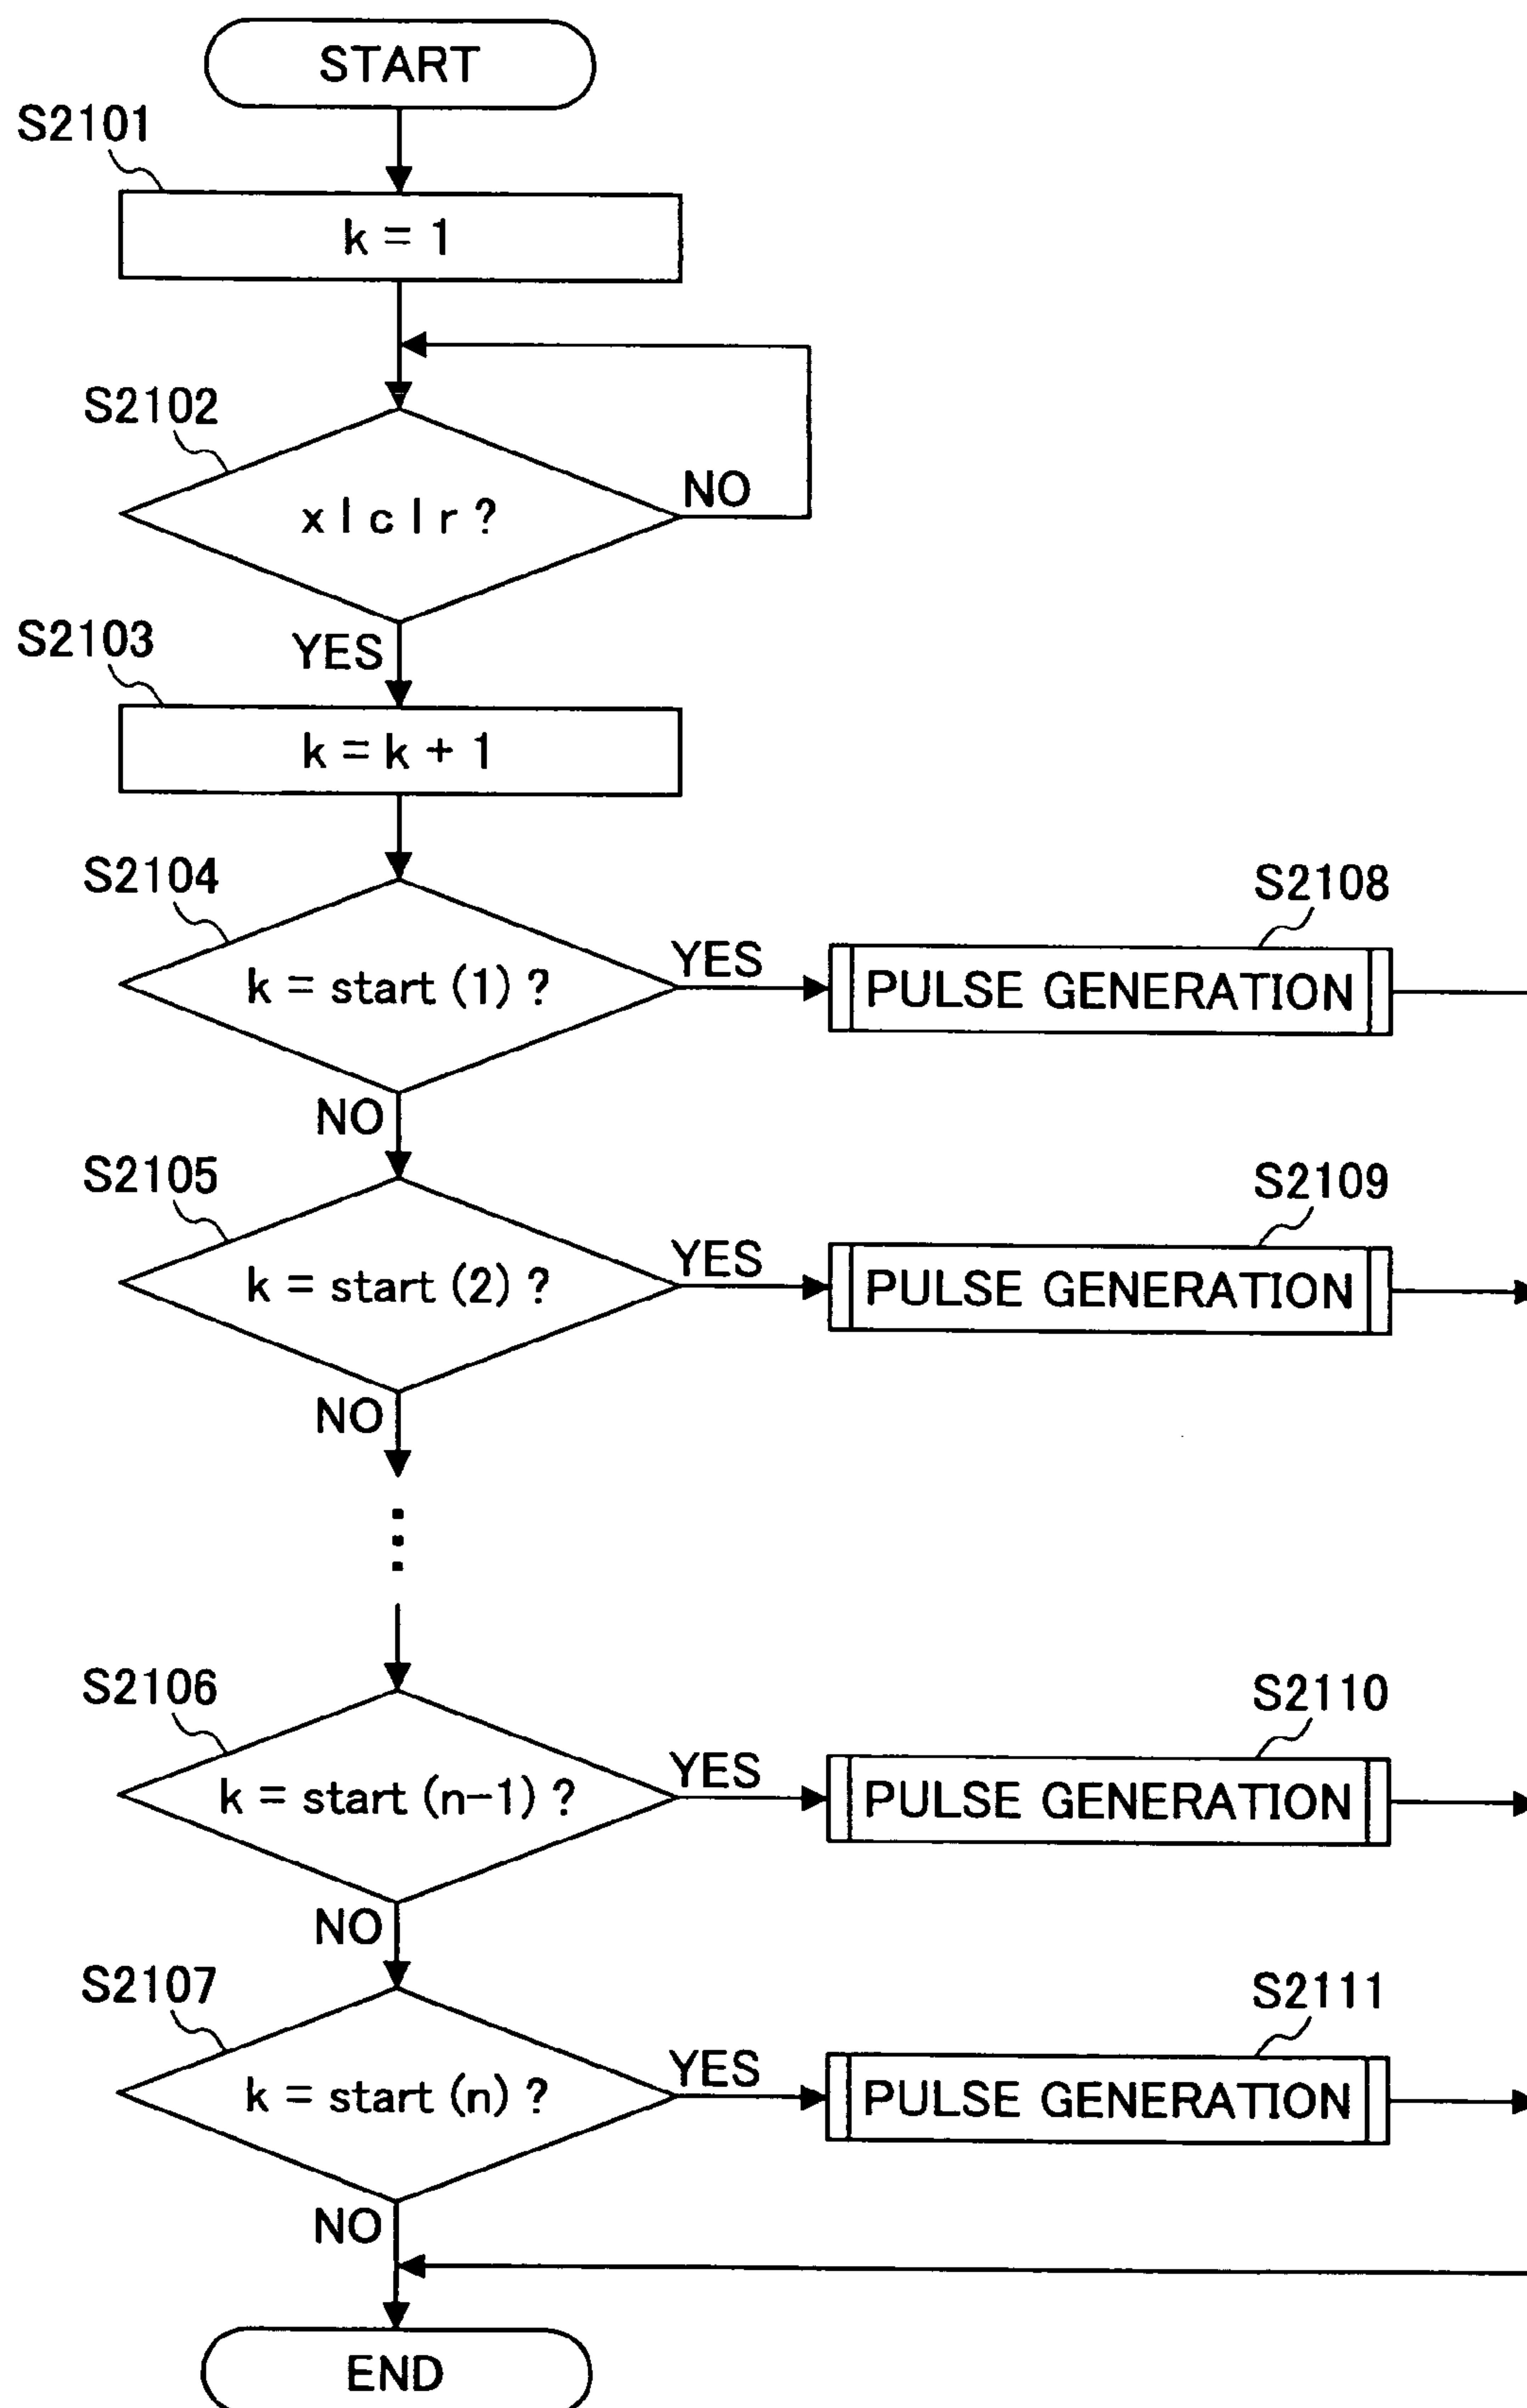 START
S2101
k = 1
S2102
xlclr?
NO
YES
S2103
k = k + 1
S2104
k = start (1) ?
YES
S2108
PULSE GENERATION
NO
S2105
k = start (2) ?
YES
S2109
PULSE GENERATION
NO
S2106
k = start (n-1) ?
YES
S2110
PULSE GENERATION
NO
S2107
k = start (n) ?
YES
S2111
PULSE GENERATION
NO
END